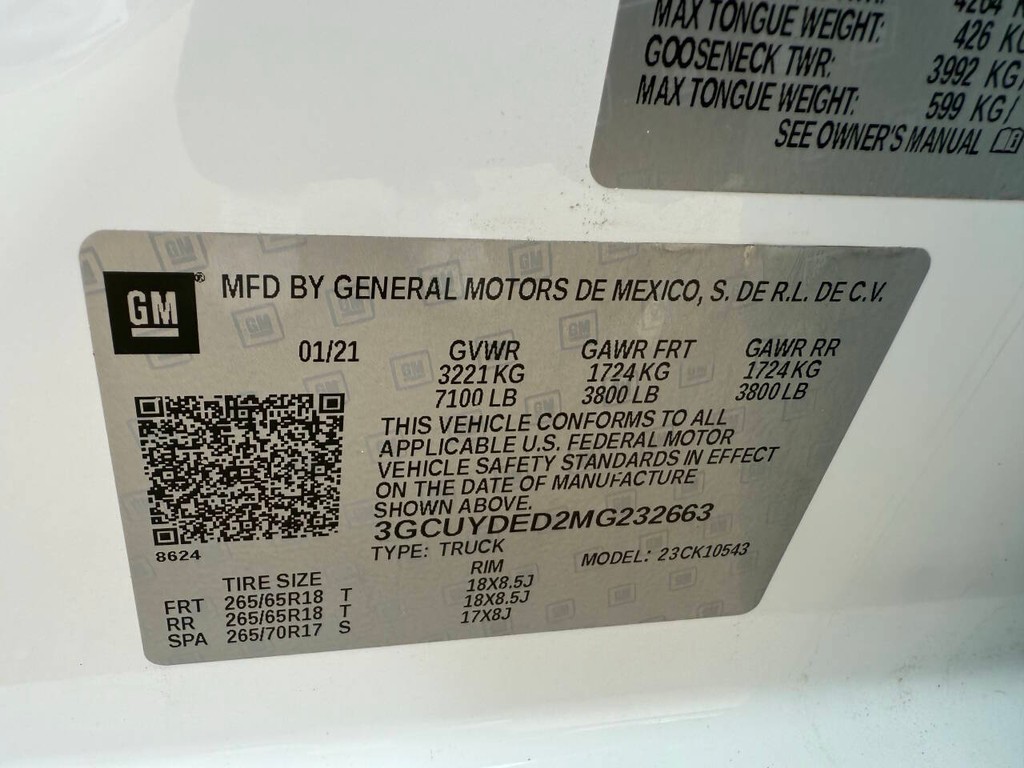 MAX TONGUE WEIGHT: 426 KG
GOOSENECK TWR: 3992 KG/
MAX TONGUE WEIGHT: 599 KG/
SEE OWNER'S MANUAL
GM
MFD BY GENERAL MOTORS DE MEXICO, S. DE R.L. DE C.V.
01/21 GVWR GAWR FRT GAWR RR
3221 KG 1724 KG 1724 KG
7100 LB 3800 LB 3800 LB
THIS VEHICLE CONFORMS TO ALL
APPLICABLE U.S. FEDERAL MOTOR
VEHICLE SAFETY STANDARDS IN EFFECT
ON THE DATE OF MANUFACTURE
SHOWN ABOVE.
3GCUYDED2MG232663
8624
TYPE: TRUCK MODEL: 23CK10543
TIRE SIZE RIM
FRT 265/65R18 T 18X8.5J
RR 265/65R18 T 18X8.5J
SPA 265/70R17 S 17X8J